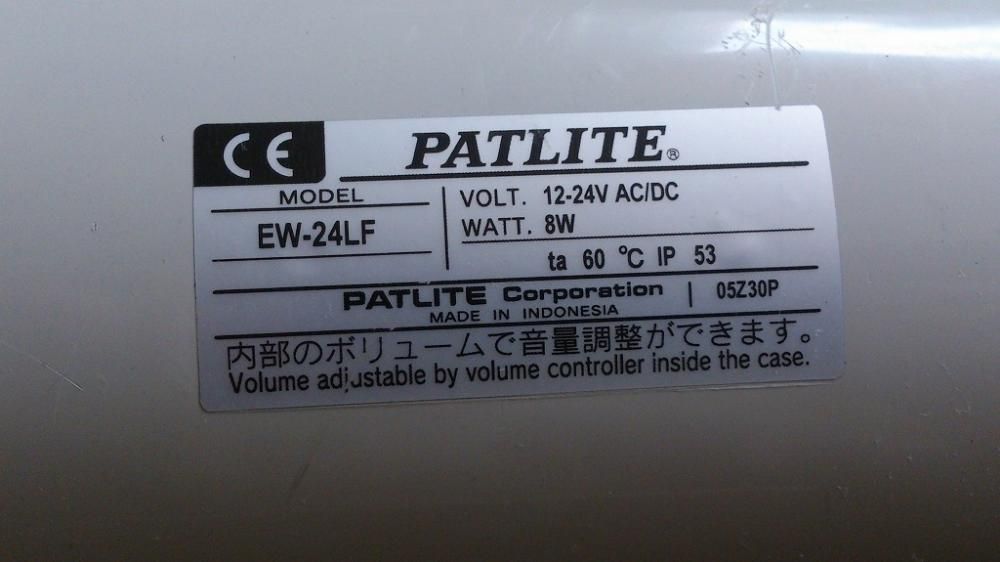 CE PATLITE®
MODEL
EW-24LF
VOLT. 12-24V AC/DC
WATT. 8W
ta 60 ℃ IP 53
PATLITE Corporation | 05Z30P
MADE IN INDONESIA
内部のボリュームで音量調整ができます。
Volume adjustable by volume controller inside the case.